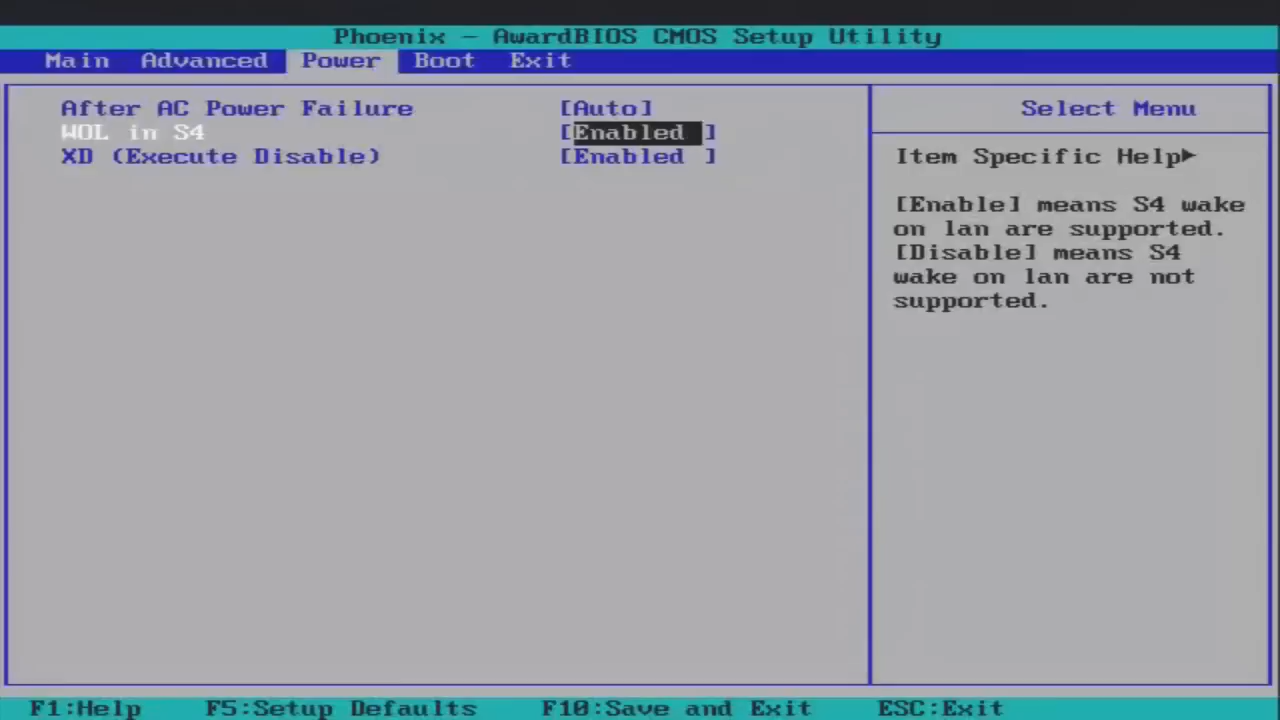 Phoenix - AwardBIOS CMOS Setup Utility
Main Advanced Power Boot Exit
After AC Power Failure [Auto]
WOL in S4 [Enabled ]
XD (Execute Disable) [Enabled ]
Select Menu
Item Specific Help►
[Enable] means S4 wake
on lan are supported.
[Disable] means S4
wake on lan are not
supported.
F1:Help F5:Setup Defaults F10:Save and Exit ESC:Exit